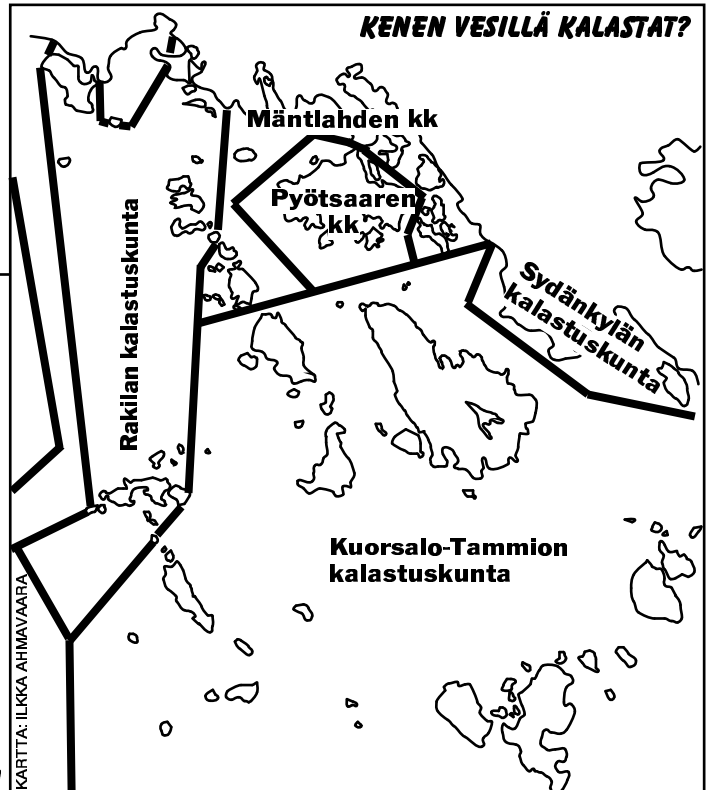 KENEN VESILLÄ KALASTAT?
Mäntlahden kk
Pyötsaaren
kk.
Rakilan kalastuskunta
Sydänkylän
kalastuskunta
Kuorsalo-Tammion
kalastuskunta
KARTTA: ILKKA AHMAVAARA